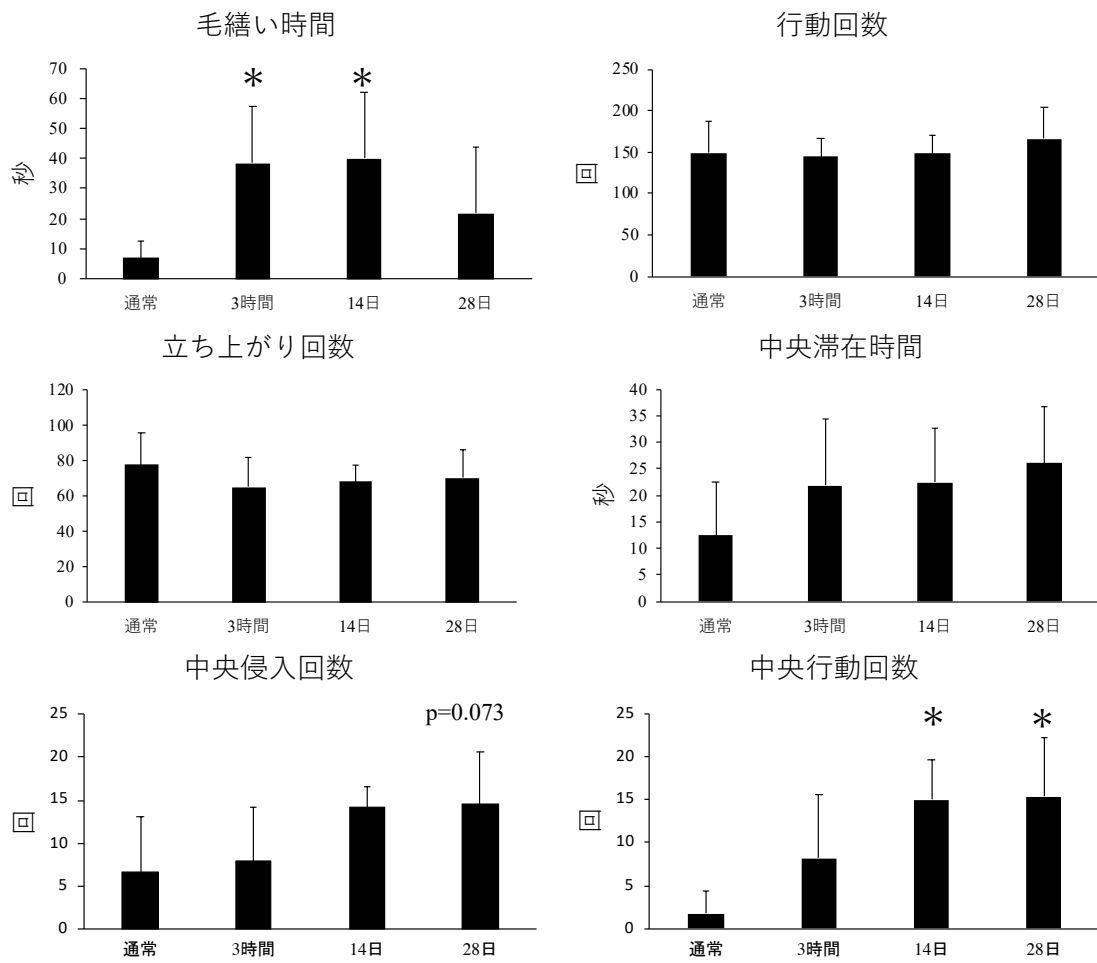 毛繕い時間
70
60
50
40
30
20
10
0
秒
＊ ＊
通常 3時間 14日 28日
行動回数
250
200
150
100
50
0
回
通常 3時間 14日 28日
立ち上がり回数
120
100
80
60
40
20
0
回
通常 3時間 14日 28日
中央滞在時間
40
35
30
25
20
15
10
5
0
秒
通常 3時間 14日 28日
中央侵入回数
p=0.073
25
20
15
10
5
0
回
通常 3時間 14日 28日
中央行動回数
25
20
15
10
5
0
回
＊ ＊
通常 3時間 14日 28日